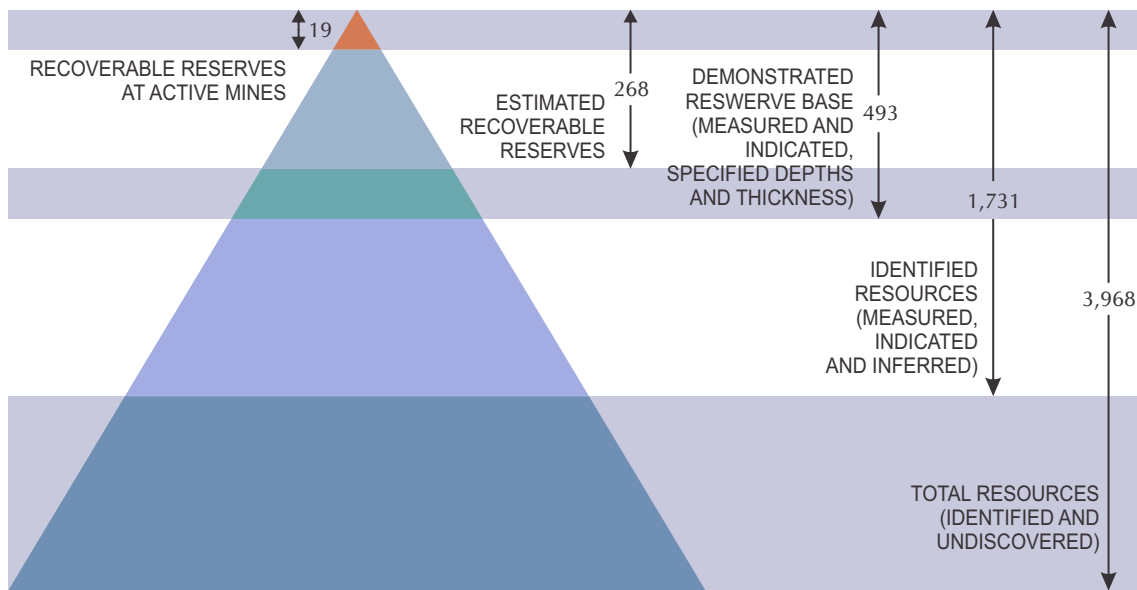 19
RECOVERABLE RESERVES
AT ACTIVE MINES
268
ESTIMATED
RECOVERABLE
RESERVES
DEMONSTRATED
RESWERVE BASE
(MEASURED AND
INDICATED,
SPECIFIED DEPTHS
AND THICKNESS)
493
1,731
IDENTIFIED
RESOURCES
(MEASURED,
INDICATED
AND INFERRED)
3,968
TOTAL RESOURCES
(IDENTIFIED AND
UNDISCOVERED)